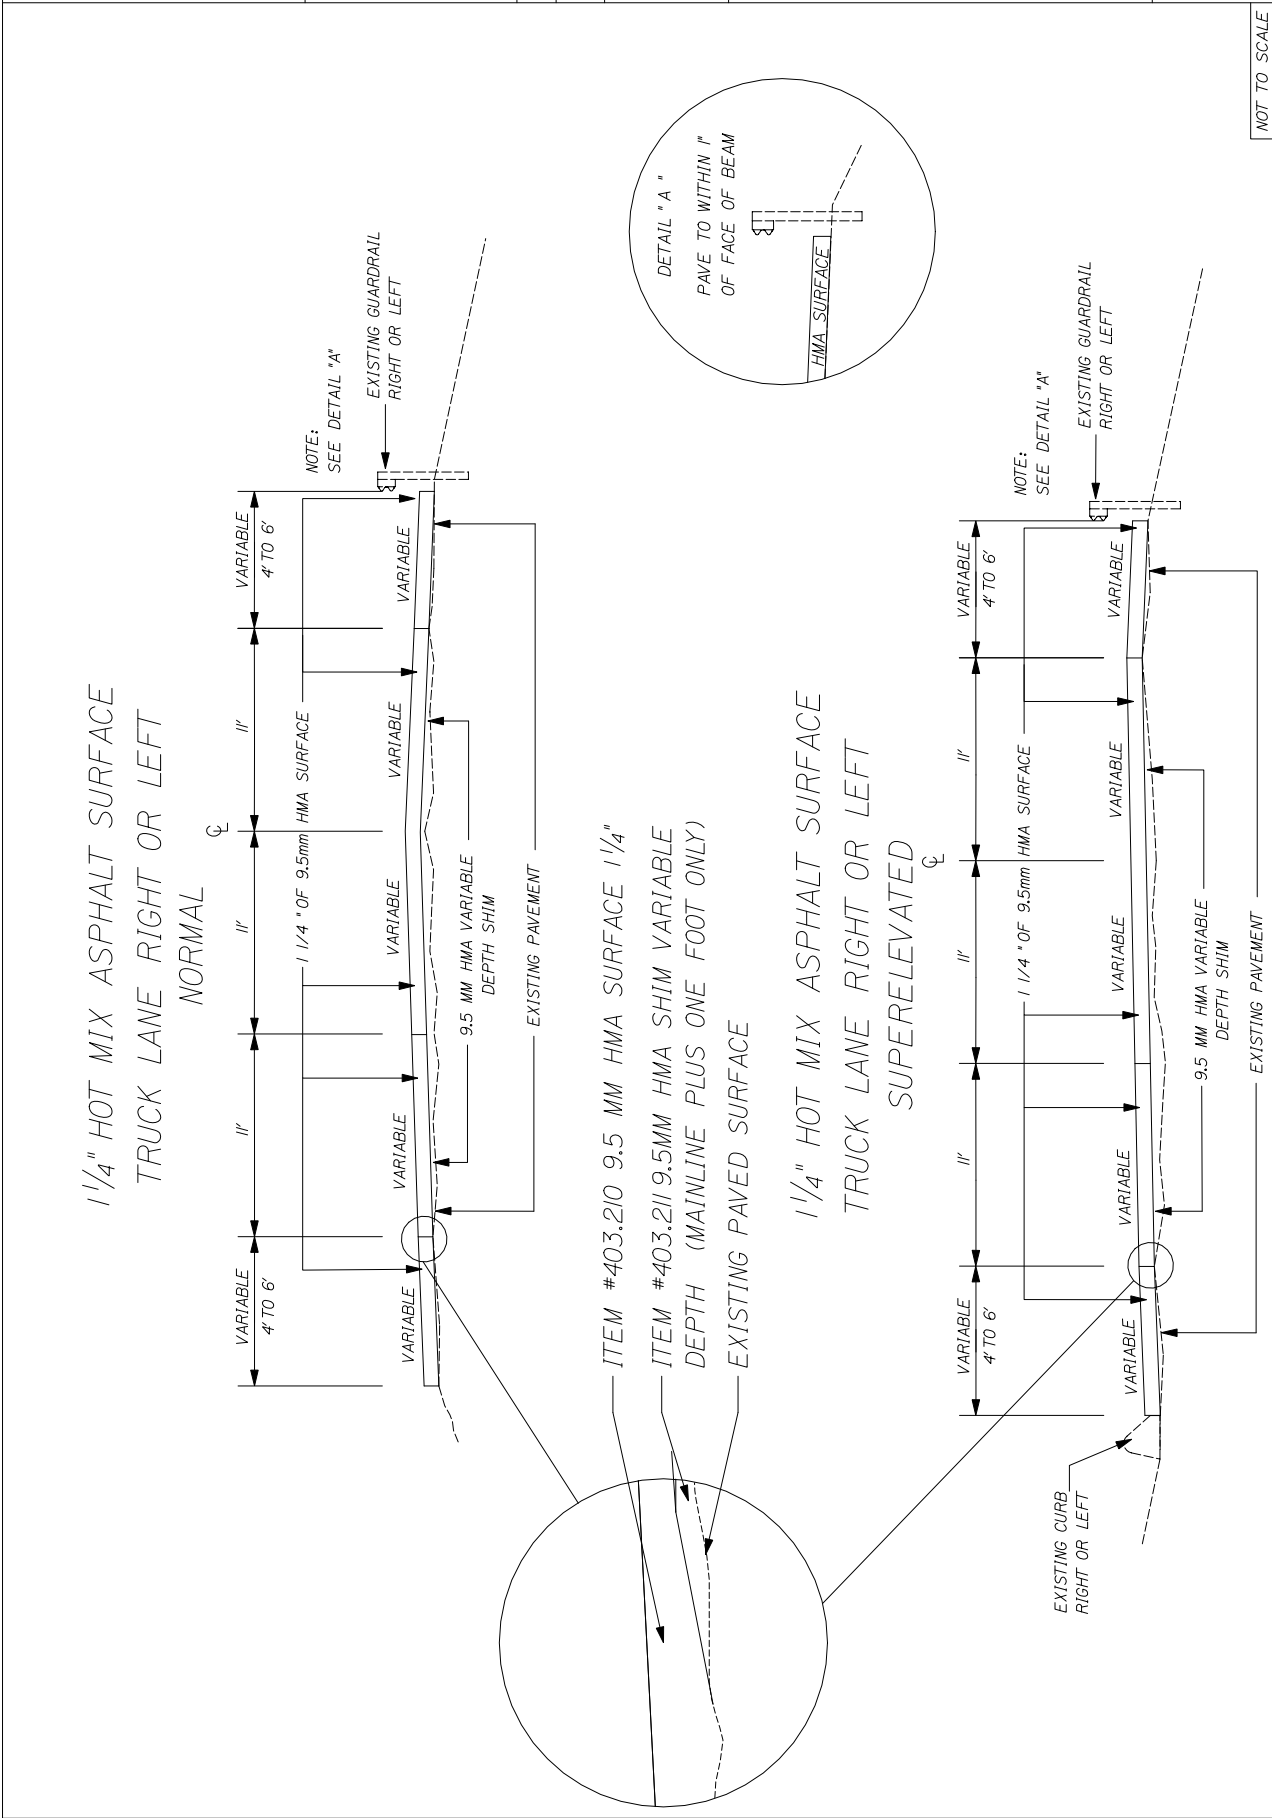 1 1/4" HOT MIX ASPHALT SURFACE
TRUCK LANE RIGHT OR LEFT
NORMAL
℄
VARIABLE
4' TO 6'
11'
11'
11'
VARIABLE
4' TO 6'
1 1/4 " OF 9.5mm HMA SURFACE
NOTE:
SEE DETAIL "A"
EXISTING GUARDRAIL
RIGHT OR LEFT
VARIABLE
VARIABLE
VARIABLE
VARIABLE
VARIABLE
9.5 MM HMA VARIABLE
DEPTH SHIM
EXISTING PAVEMENT
ITEM #403.210 9.5 MM HMA SURFACE 1 1/4"
ITEM #403.211 9.5MM HMA SHIM VARIABLE
DEPTH (MAINLINE PLUS ONE FOOT ONLY)
EXISTING PAVED SURFACE
DETAIL " A "
PAVE TO WITHIN 1"
OF FACE OF BEAM
HMA SURFACE
1 1/4" HOT MIX ASPHALT SURFACE
TRUCK LANE RIGHT OR LEFT
SUPERELEVATED
℄
VARIABLE
4' TO 6'
11'
11'
11'
VARIABLE
4' TO 6'
1 1/4 " OF 9.5mm HMA SURFACE
NOTE:
SEE DETAIL "A"
EXISTING GUARDRAIL
RIGHT OR LEFT
EXISTING CURB
RIGHT OR LEFT
VARIABLE
VARIABLE
VARIABLE
VARIABLE
VARIABLE
9.5 MM HMA VARIABLE
DEPTH SHIM
EXISTING PAVEMENT
NOT TO SCALE